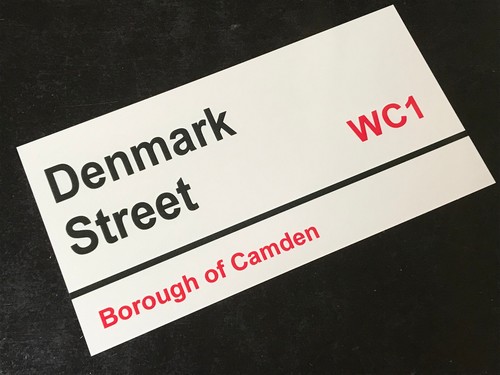 Denmark
Street
WC1
Borough of Camden